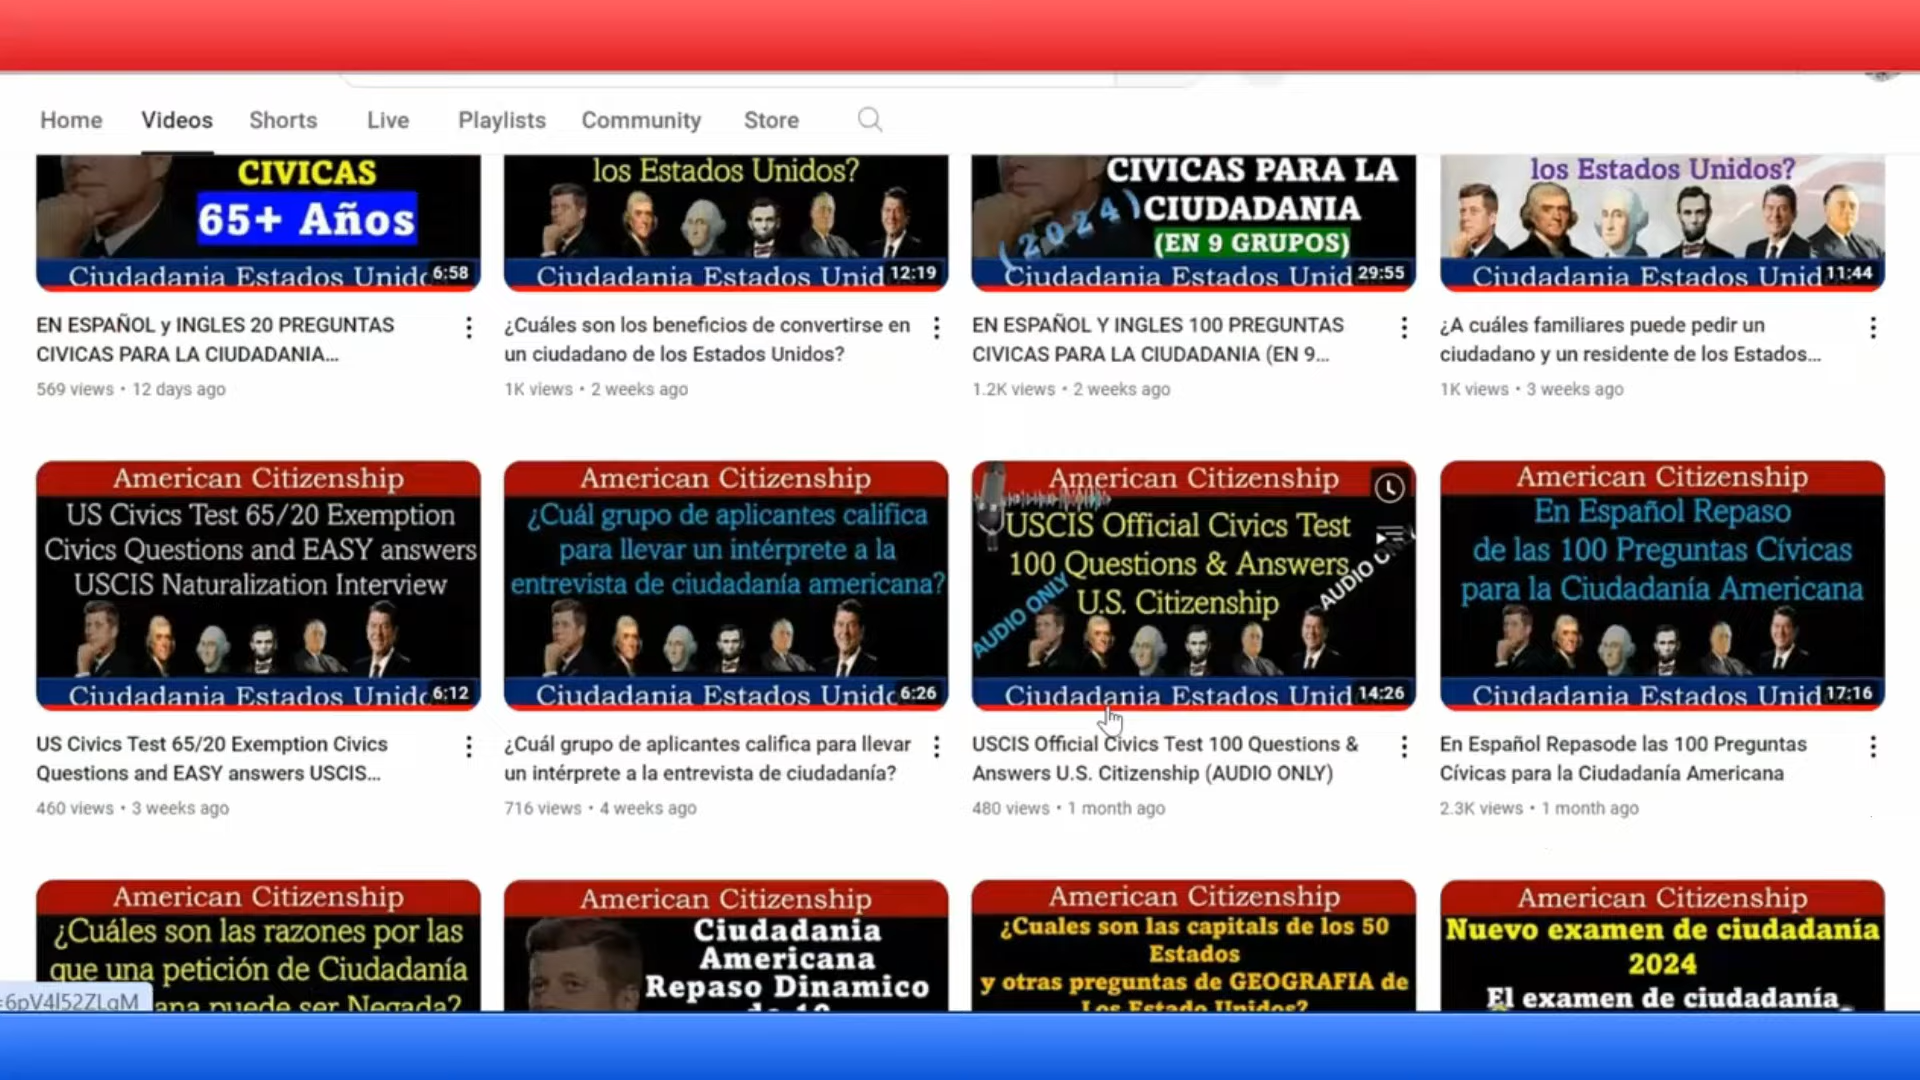 Home Videos Shorts Live Playlists Community Store
CIVICAS
65+ Años
Ciudadania Estados
6:58
los Estados Unidos?
Ciudadania Estados
12:19
CIVICAS PARA LA
(2024) CIUDADANIA
(EN 9 GRUPOS)
Ciudadania Estados
29:55
los Estados Unidos?
Ciudadania Estados
11:44
EN ESPAÑOL y INGLES 20 PREGUNTAS
CIVICAS PARA LA CIUDADANIA...
569 views • 12 days ago
¿Cuáles son los beneficios de convertirse en
un ciudadano de los Estados Unidos?
1K views • 2 weeks ago
EN ESPAÑOL Y INGLES 100 PREGUNTAS
CIVICAS PARA LA CIUDADANIA (EN 9...
1.2K views • 2 weeks ago
¿A cuáles familiares puede pedir un
ciudadano y un residente de los Estados...
1K views • 3 weeks ago
American Citizenship
US Civics Test 65/20 Exemption
Civics Questions and EASY answers
USCIS Naturalization Interview
Ciudadania Estados
6:12
American Citizenship
¿Cuál grupo de aplicantes califica
para llevar un intérprete a la
entrevista de ciudadanía americana?
Ciudadania Estados
6:26
American Citizenship
USCIS Official Civics Test
100 Questions & Answers
U.S. Citizenship
AUDIO ONLY
AUDIO ONLY
Ciudadania Estados
14:26
American Citizenship
En Español Repaso
de las 100 Preguntas Cívicas
para la Ciudadanía Americana
Ciudadania Estados
17:16
US Civics Test 65/20 Exemption Civics
Questions and EASY answers USCIS...
460 views • 3 weeks ago
¿Cuál grupo de aplicantes califica para llevar
un intérprete a la entrevista de ciudadanía?
716 views • 4 weeks ago
USCIS Official Civics Test 100 Questions &
Answers U.S. Citizenship (AUDIO ONLY)
480 views • 1 month ago
En Español Repasode las 100 Preguntas
Cívicas para la Ciudadanía Americana
2.3K views • 1 month ago
American Citizenship
¿Cuáles son las razones por las
que una petición de Ciudadanía
puede ser Negada?
American Citizenship
Ciudadania
Americana
Repaso Dinamico
American Citizenship
¿Cuales son las capitals de los 50
Estados
y otras preguntas de GEOGRAFIA de
Los Estado Unidos?
American Citizenship
Nuevo examen de ciudadanía
2024
El examen de ciudadanía